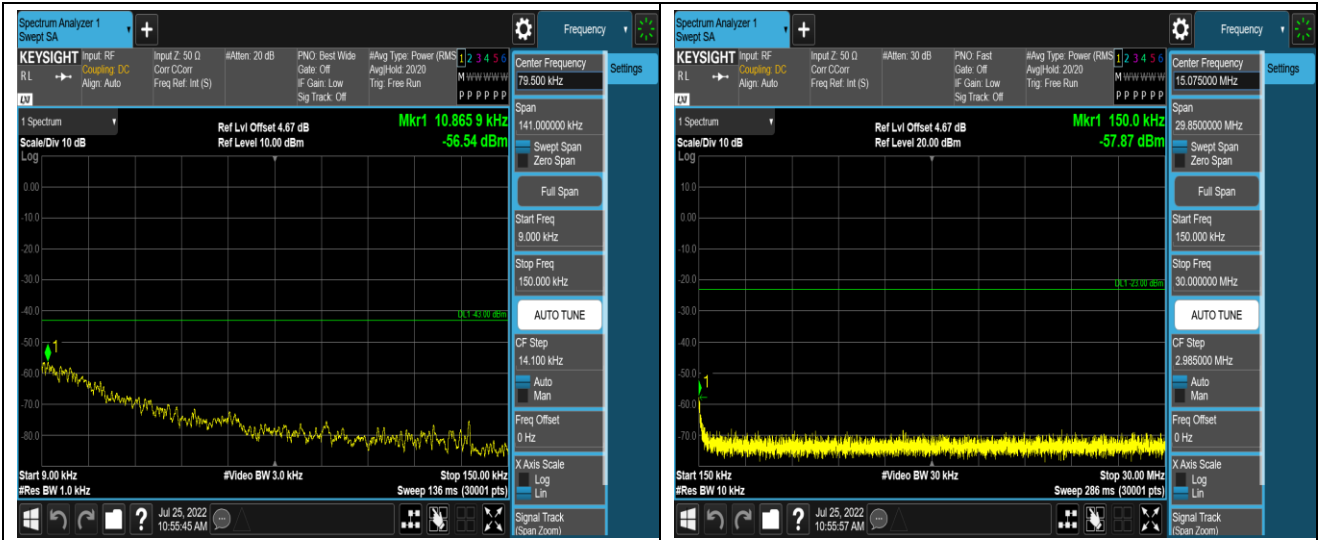 Spectrum Analyzer 1
Swept SA
+
Frequency
KEYSIGHT
RL
LXI
Input: RF
Coupling: DC
Align: Auto
Input Z: 50 Ω
Corr CCorr
Freq Ref: Int (S)
#Atten: 20 dB
PNO: Best Wide
Gate: Off
IF Gain: Low
Sig Track: Off
#Avg Type: Power (RMS
Avg|Hold: 20/20
Trig: Free Run
1 2 3 4 5 6
M W W W W W
P P P P P P
Center Frequency
79.500 kHz
Settings
Span
141.000000 kHz
Swept Span
Zero Span
Full Span
Start Freq
9.000 kHz
Stop Freq
150.000 kHz
AUTO TUNE
CF Step
14.100 kHz
Auto
Man
Freq Offset
0 Hz
X Axis Scale
Log
Lin
Signal Track
(Span Zoom)
1 Spectrum
Scale/Div 10 dB
Log
Ref Lvl Offset 4.67 dB
Ref Level 10.00 dBm
Mkr1 10.865 9 kHz
-56.54 dBm
0.00
-10.0
-20.0
-30.0
-40.0
-50.0
-60.0
-70.0
-80.0
DL1 -43.00 dBm
1
Start 9.00 kHz
#Res BW 1.0 kHz
#Video BW 3.0 kHz
Stop 150.00 kHz
Sweep 136 ms (30001 pts)
?
Jul 25, 2022
10:55:45 AM
Spectrum Analyzer 1
Swept SA
+
Frequency
KEYSIGHT
RL
LXI
Input: RF
Coupling: DC
Align: Auto
Input Z: 50 Ω
Corr CCorr
Freq Ref: Int (S)
#Atten: 30 dB
PNO: Fast
Gate: Off
IF Gain: Low
Sig Track: Off
#Avg Type: Power (RMS
Avg|Hold: 20/20
Trig: Free Run
1 2 3 4 5 6
M W W W W W
P P P P P P
Center Frequency
15.075000 MHz
Settings
Span
29.8500000 MHz
Swept Span
Zero Span
Full Span
Start Freq
150.000 kHz
Stop Freq
30.000000 MHz
AUTO TUNE
CF Step
2.985000 MHz
Auto
Man
Freq Offset
0 Hz
X Axis Scale
Log
Lin
Signal Track
(Span Zoom)
1 Spectrum
Scale/Div 10 dB
Log
Ref Lvl Offset 4.67 dB
Ref Level 20.00 dBm
Mkr1 150.0 kHz
-57.87 dBm
10.0
0.00
-10.0
-20.0
-30.0
-40.0
-50.0
-60.0
-70.0
DL1 -23.00 dBm
1
Start 150 kHz
#Res BW 10 kHz
#Video BW 30 kHz
Stop 30.00 MHz
Sweep 286 ms (30001 pts)
?
Jul 25, 2022
10:55:57 AM